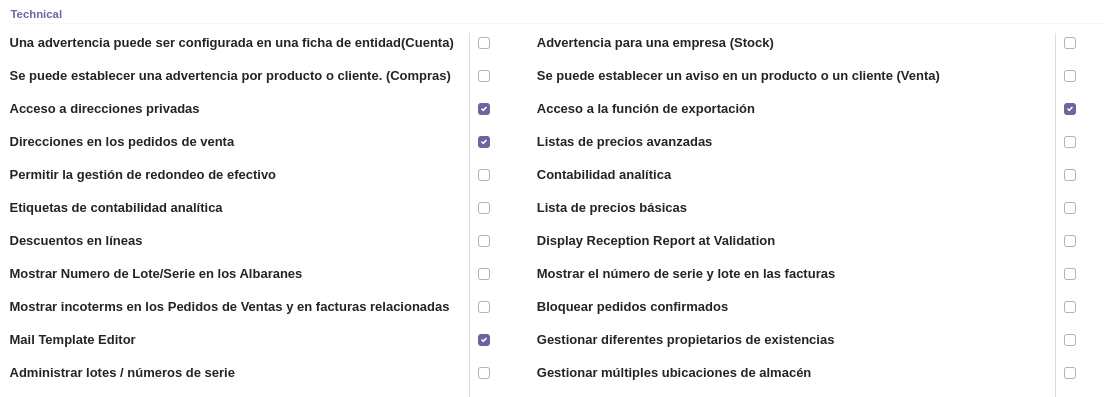 Technical
Una advertencia puede ser configurada en una ficha de entidad(Cuenta)
Advertencia para una empresa (Stock)
Se puede establecer una advertencia por producto o cliente. (Compras)
Se puede establecer un aviso en un producto o un cliente (Venta)
Acceso a direcciones privadas
Acceso a la función de exportación
Direcciones en los pedidos de venta
Listas de precios avanzadas
Permitir la gestión de redondeo de efectivo
Contabilidad analítica
Etiquetas de contabilidad analítica
Lista de precios básicas
Descuentos en líneas
Display Reception Report at Validation
Mostrar Numero de Lote/Serie en los Albaranes
Mostrar el número de serie y lote en las facturas
Mostrar incoterms en los Pedidos de Ventas y en facturas relacionadas
Bloquear pedidos confirmados
Mail Template Editor
Gestionar diferentes propietarios de existencias
Administrar lotes / números de serie
Gestionar múltiples ubicaciones de almacén